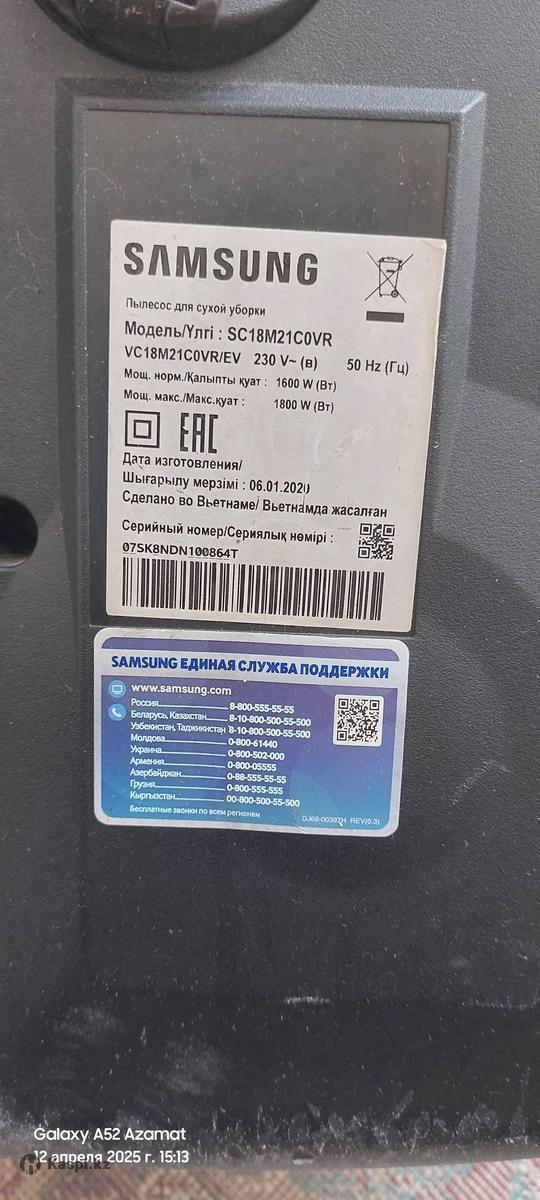 SAMSUNG
Пылесос для сухой уборки
Модель/Үлгі : SC18M21C0VR
VC18M21C0VR/EV 230 V~ (в) 50 Hz (Гц)
Мощ. норм./Қалыпты қуат : 1600 W (Вт)
Мощ. макс./Макс.қуат : 1800 W (Вт)
EAC
Дата изготовления/
Шығарылу мерзімі : 06.01.2020
Сделано во Вьетнаме/ Вьетнамда жасалған
Серийный номер/Сериялық нөмірі :
07SK8NDN100864T
SAMSUNG ЕДИНАЯ СЛУЖБА ПОДДЕРЖКИ
www.samsung.com
Россия 8-800-555-55-55
Беларусь, Казахстан 8-10-800-500-55-500
Узбекистан, Таджикистан 8-10-800-500-55-500
Молдова 0-800-61440
Украина 0-800-502-000
Армения 0-800-05555
Азербайджан 0-88-555-55-55
Грузия 0-800-555-555
Кыргызстан 00-800-500-55-500
Бесплатные звонки по всем регионам
DJ68-00397H REV(0.3)
Galaxy A52 Azamat
12 апреля 2025 г. 15:13
Kaspi.kz